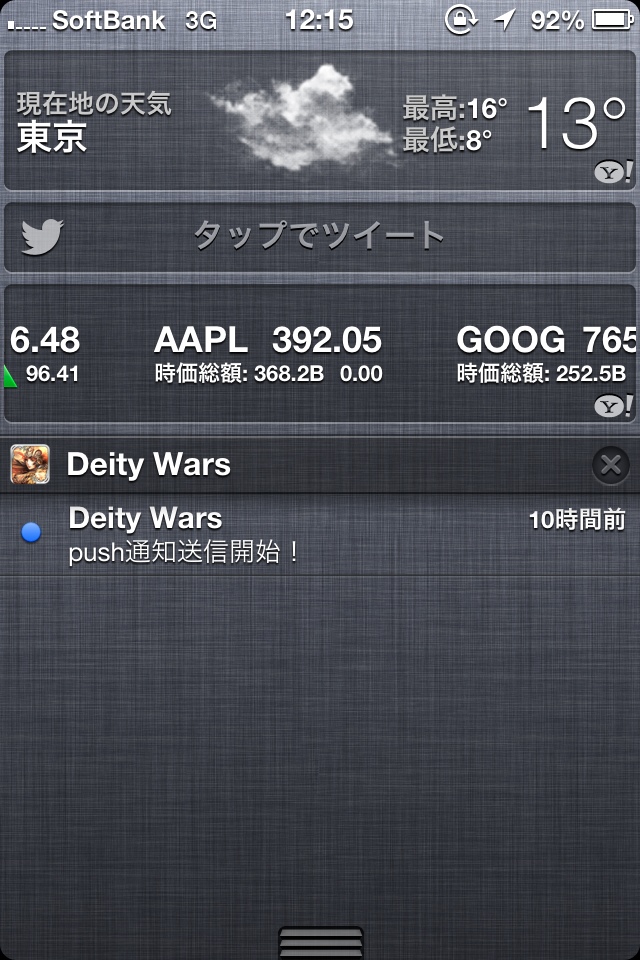 SoftBank 3G 12:15 92%
現在地の天気
東京
最高:16°
最低:8°
13°
Y!
タップでツイート
6.48 AAPL 392.05 GOOG 765
96.41 時価総額: 368.2B 0.00 時価総額: 252.5B
Y!
Deity Wars
Deity Wars 10時間前
push通知送信開始！